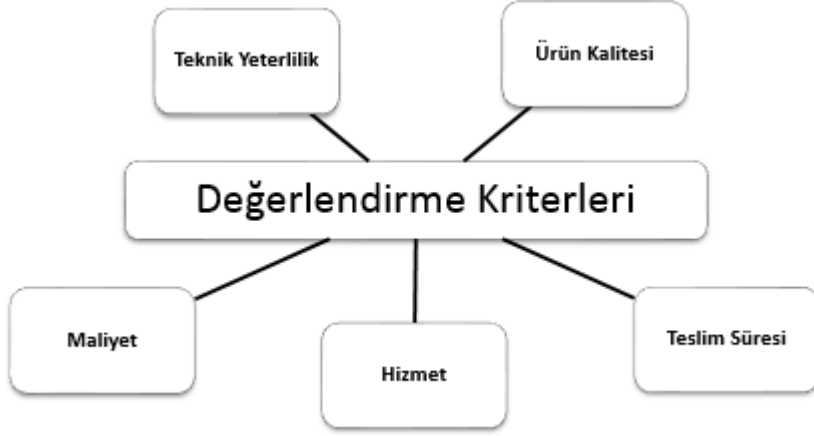 Teknik Yeterlilik
Ürün Kalitesi
Değerlendirme Kriterleri
Maliyet
Hizmet
Teslim Süresi